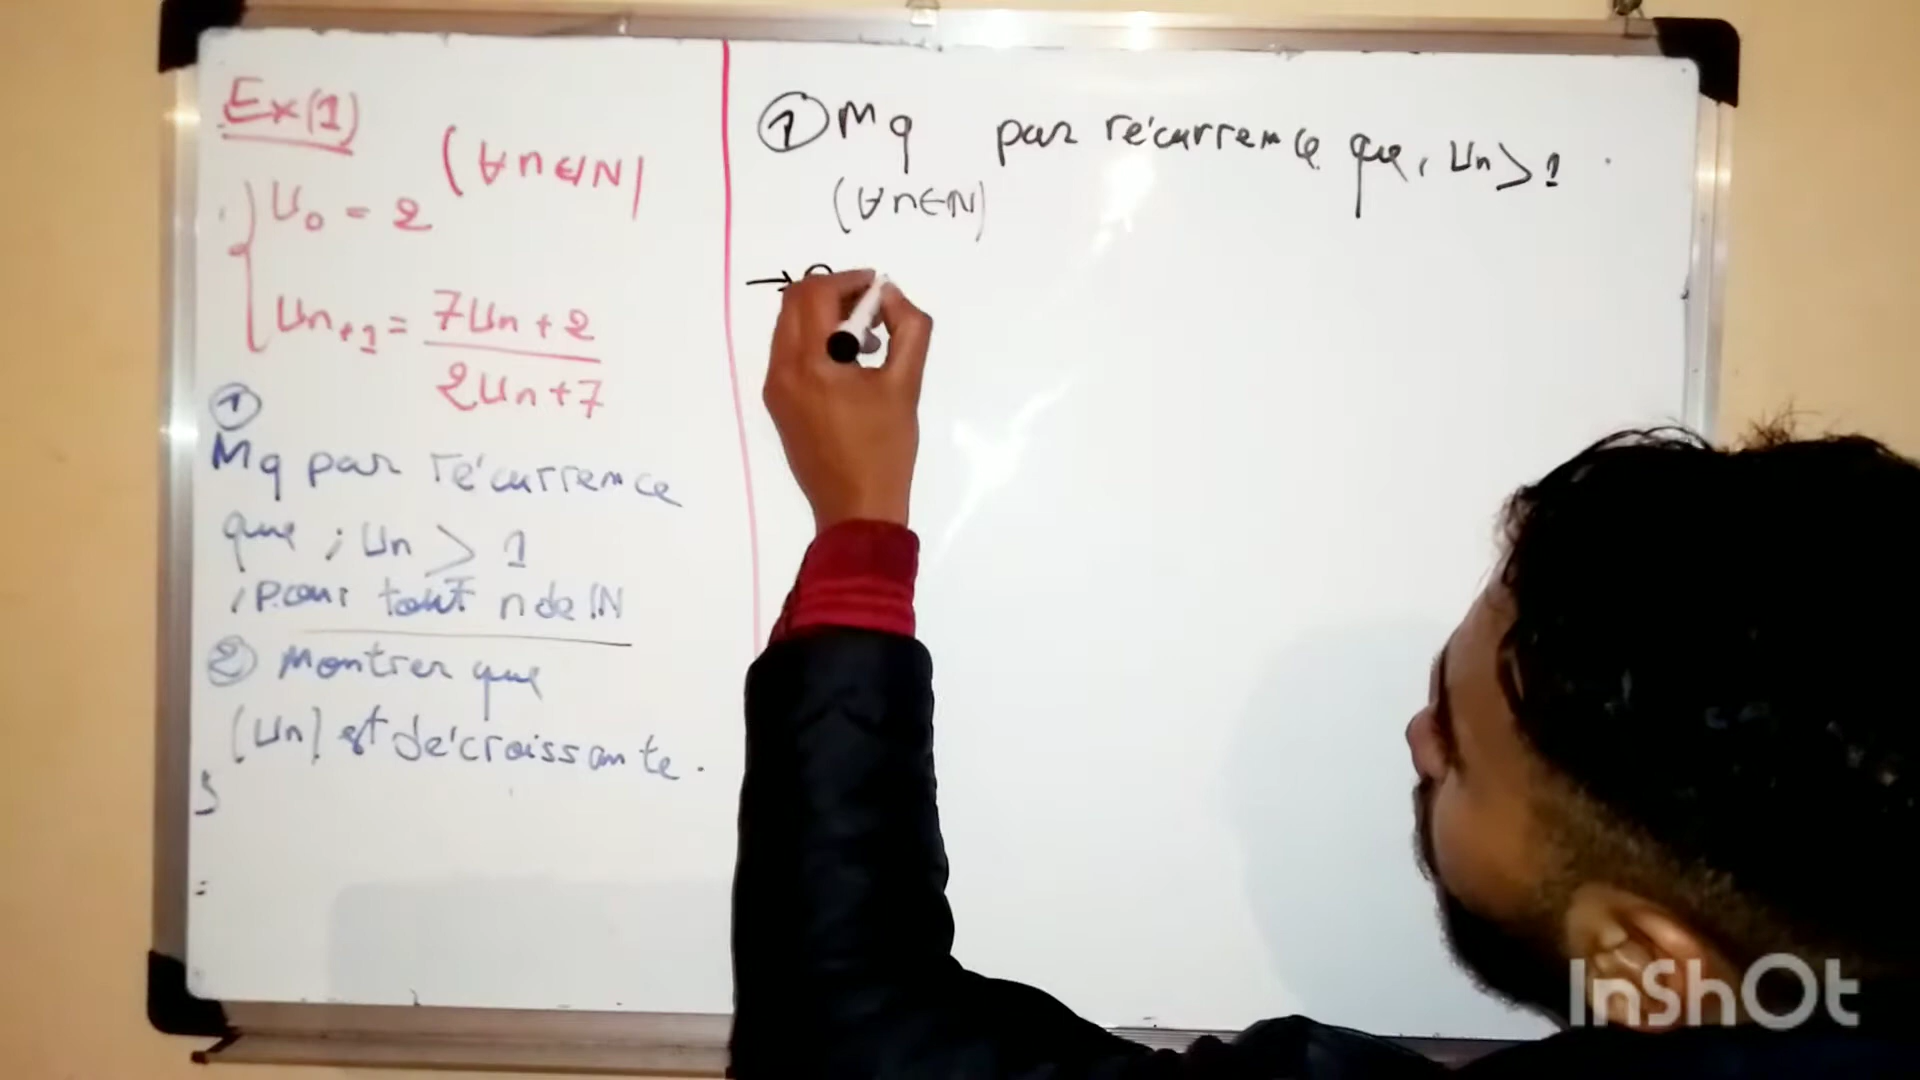 Ex(1)
(∀n∈IN)
U₀ = 2
Uₙ₊₁ = (7Uₙ + 2) / (2Uₙ + 7)
①
Mq par récurrence
que ; Uₙ > 1
, pour tout n de IN
② Montrer que
(Uₙ) est décroissante.
① Mq par récurrence que, Uₙ > 1.
(∀n∈IN)
→
InShOt